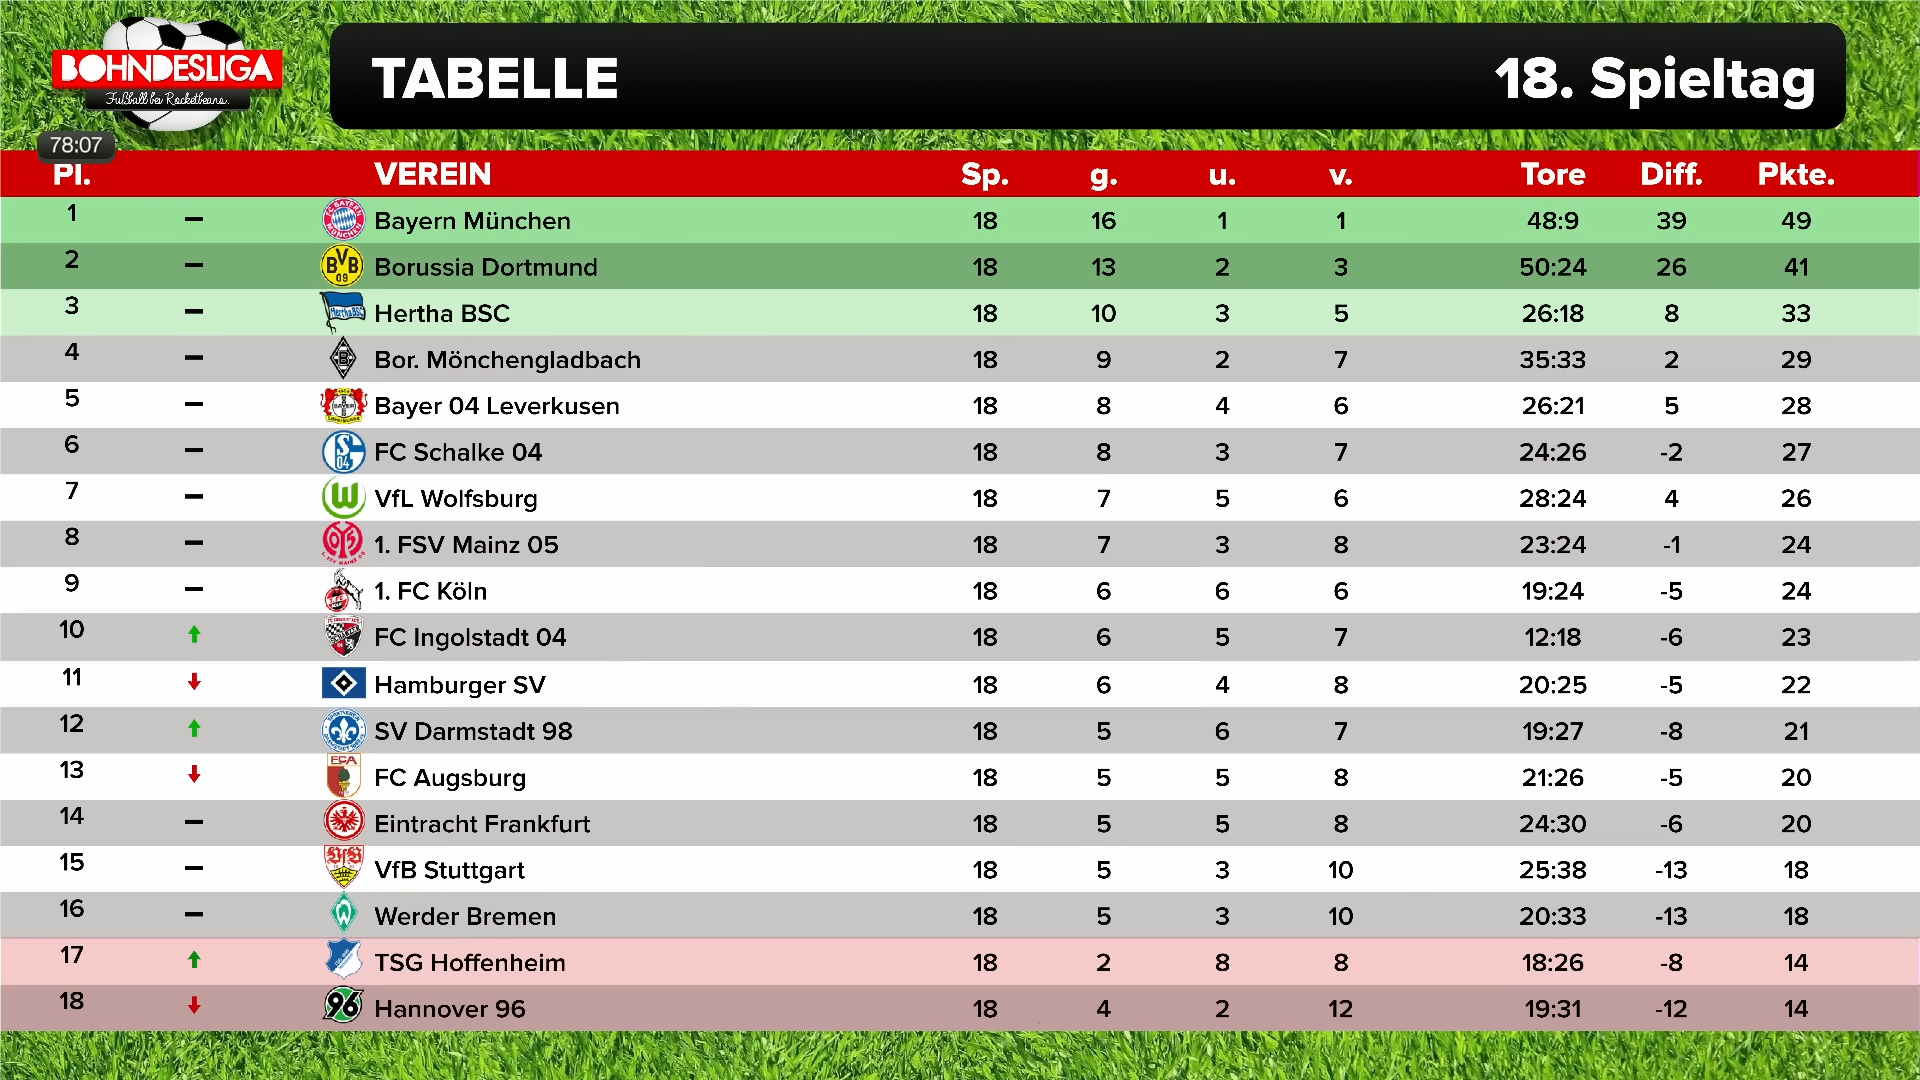 BOHNDESLIGA
Fußball bei Rocketbeans.
TABELLE 18. Spieltag
78:07
Pl. VEREIN Sp. g. u. v. Tore Diff. Pkte.
1 – Bayern München 18 16 1 1 48:9 39 49
2 – Borussia Dortmund 18 13 2 3 50:24 26 41
3 – Hertha BSC 18 10 3 5 26:18 8 33
4 – Bor. Mönchengladbach 18 9 2 7 35:33 2 29
5 – Bayer 04 Leverkusen 18 8 4 6 26:21 5 28
6 – FC Schalke 04 18 8 3 7 24:26 -2 27
7 – VfL Wolfsburg 18 7 5 6 28:24 4 26
8 – 1. FSV Mainz 05 18 7 3 8 23:24 -1 24
9 – 1. FC Köln 18 6 6 6 19:24 -5 24
10 FC Ingolstadt 04 18 6 5 7 12:18 -6 23
11 Hamburger SV 18 6 4 8 20:25 -5 22
12 SV Darmstadt 98 18 5 6 7 19:27 -8 21
13 FC Augsburg 18 5 5 8 21:26 -5 20
14 – Eintracht Frankfurt 18 5 5 8 24:30 -6 20
15 – VfB Stuttgart 18 5 3 10 25:38 -13 18
16 – Werder Bremen 18 5 3 10 20:33 -13 18
17 TSG Hoffenheim 18 2 8 8 18:26 -8 14
18 Hannover 96 18 4 2 12 19:31 -12 14